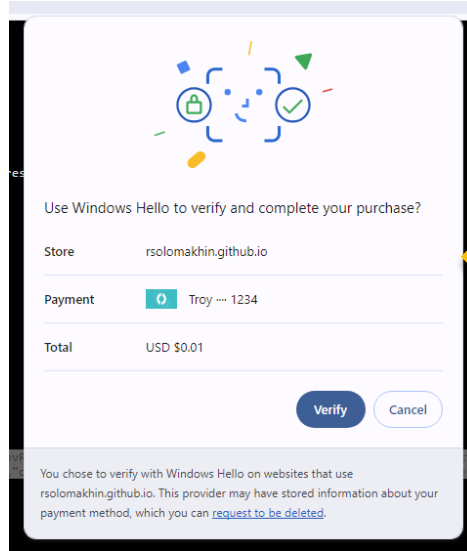 Use Windows Hello to verify and complete your purchase?
Store rsolomakhin.github.io
Payment Troy ···· 1234
Total USD $0.01
Verify Cancel
You chose to verify with Windows Hello on websites that use
rsolomakhin.github.io. This provider may have stored information about your
payment method, which you can request to be deleted.